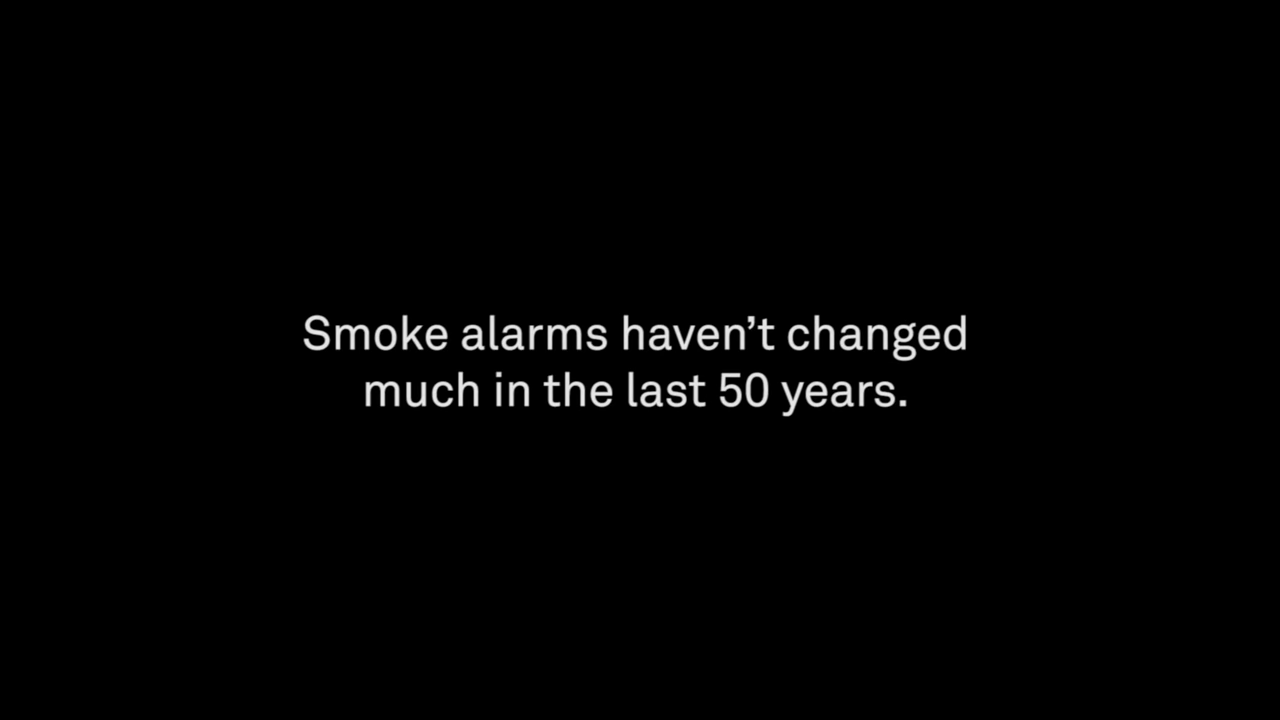 Smoke alarms haven’t changed
much in the last 50 years.